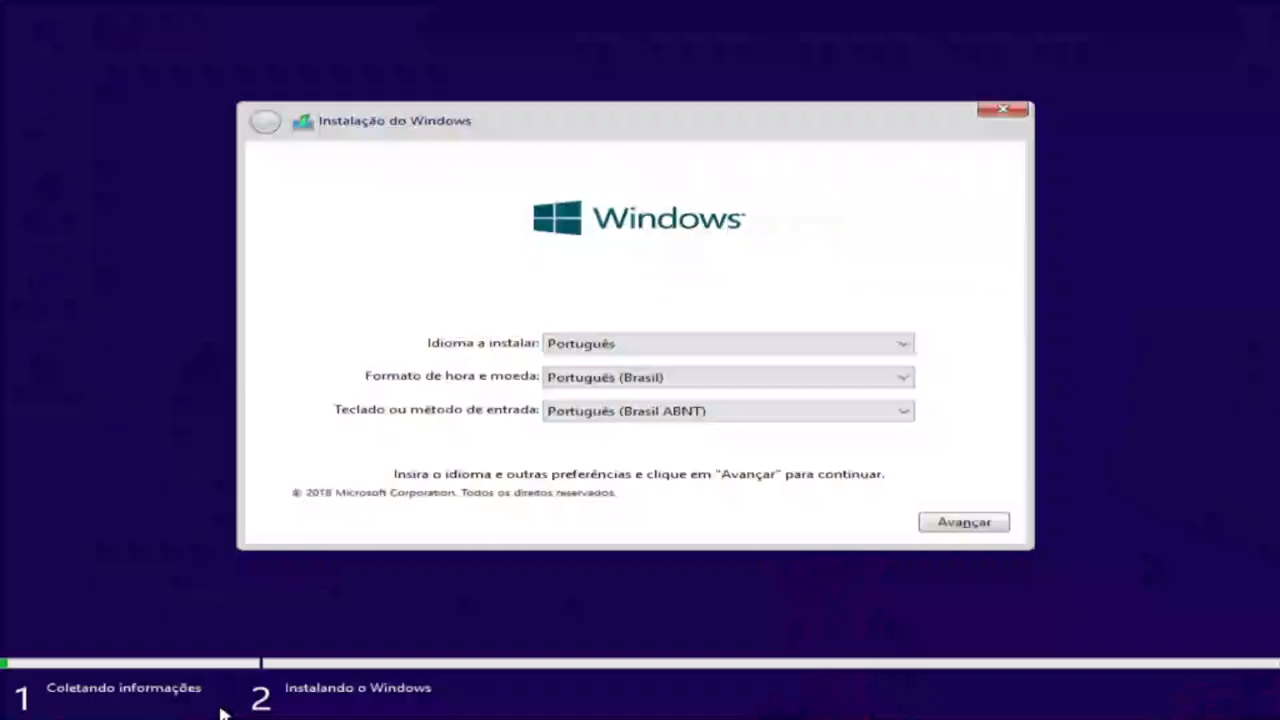 Instalação do Windows
Windows
Idioma a instalar: Português
Formato de hora e moeda: Português (Brasil)
Teclado ou método de entrada: Português (Brasil ABNT)
Insira o idioma e outras preferências e clique em "Avançar" para continuar.
© 2018 Microsoft Corporation. Todos os direitos reservados.
Avançar
1 Coletando informações 2 Instalando o Windows